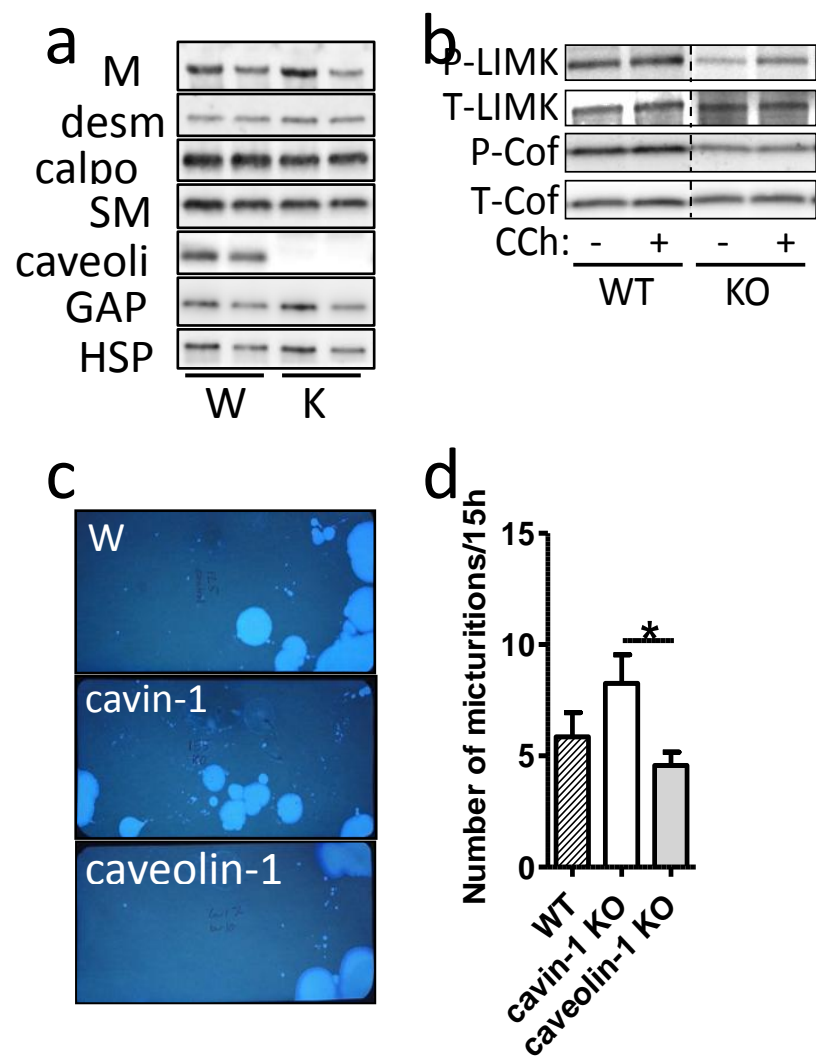 a
M
desm
calpo
SM
caveoli
GAP
HSP
W K
b
P-LIMK
T-LIMK
P-Cof
T-Cof
CCh: - + - +
WT KO
c
W
cavin-1
caveolin-1
d
Number of micturitions/15h
15
10
5
0
*
WT
cavin-1 KO
caveolin-1 KO